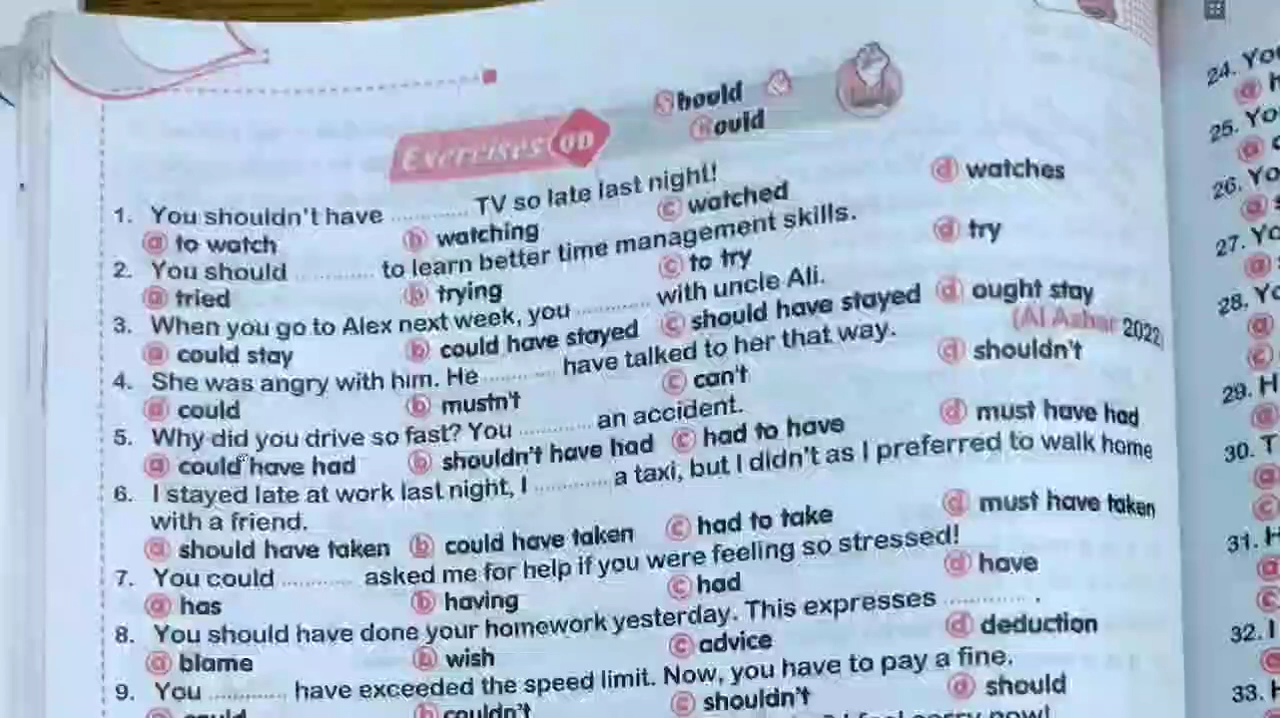 Exercises on
Should &
Could
1. You shouldn't have ............ TV so late last night!
a to watch b watching c watched d watches
2. You should ............ to learn better time management skills.
a tried b trying c to try d try
3. When you go to Alex next week, you ............ with uncle Ali.
a could stay b could have stayed c should have stayed d ought stay
4. She was angry with him. He ............ have talked to her that way. (Al Azhar 2022)
a could b mustn't c can't d shouldn't
5. Why did you drive so fast? You ............ an accident.
a could have had b shouldn't have had c had to have d must have had
6. I stayed late at work last night, I ............ a taxi, but I didn't as I preferred to walk home
with a friend.
a should have taken b could have taken c had to take d must have taken
7. You could ............ asked me for help if you were feeling so stressed!
a has b having c had d have
8. You should have done your homework yesterday. This expresses ............ .
a blame b wish c advice d deduction
9. You ............ have exceeded the speed limit. Now, you have to pay a fine.
a could b couldn't c shouldn't d should
feel sorry now!
24. You
a
25. Yo
a
26. Yo
a
27. Yo
a
28. Yo
a
c
29. H
a
30. T
a
c
31. H
a
c
32. I
33. H